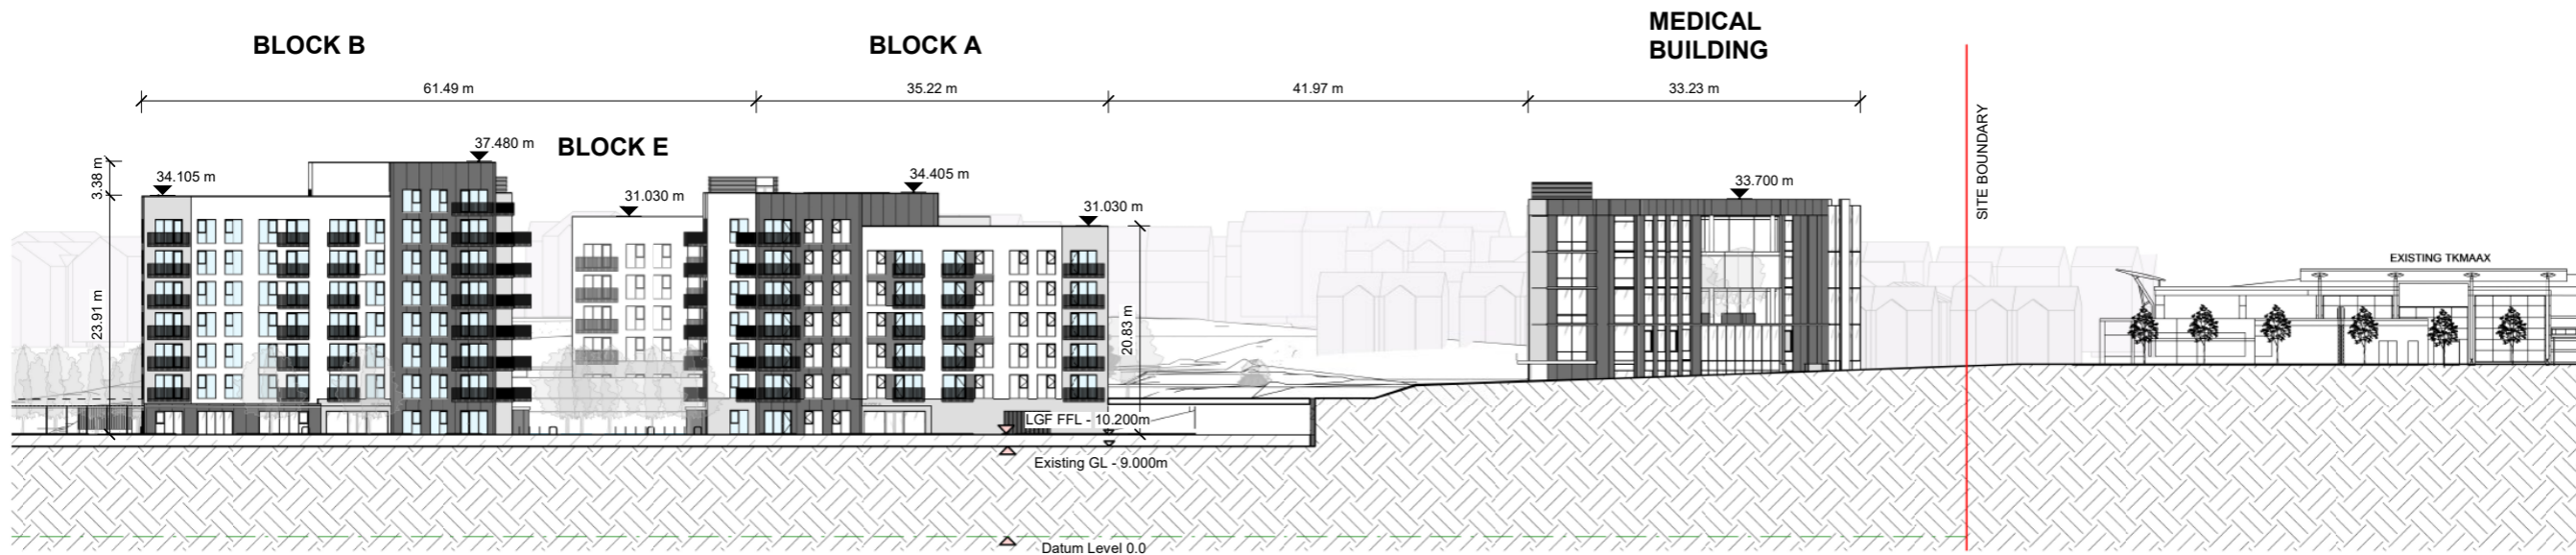 MEDICAL
BUILDING
BLOCK B
BLOCK A
61.49 m
35.22 m
41.97 m
33.23 m
SITE BOUNDARY
BLOCK E
37.480 m
3.38 m
34.105 m
34.405 m
33.700 m
31.030 m
31.030 m
EXISTING TKMAAX
23.91 m
20.83 m
LGF FFL - 10.200m
Existing GL - 9.000m
Datum Level 0.0